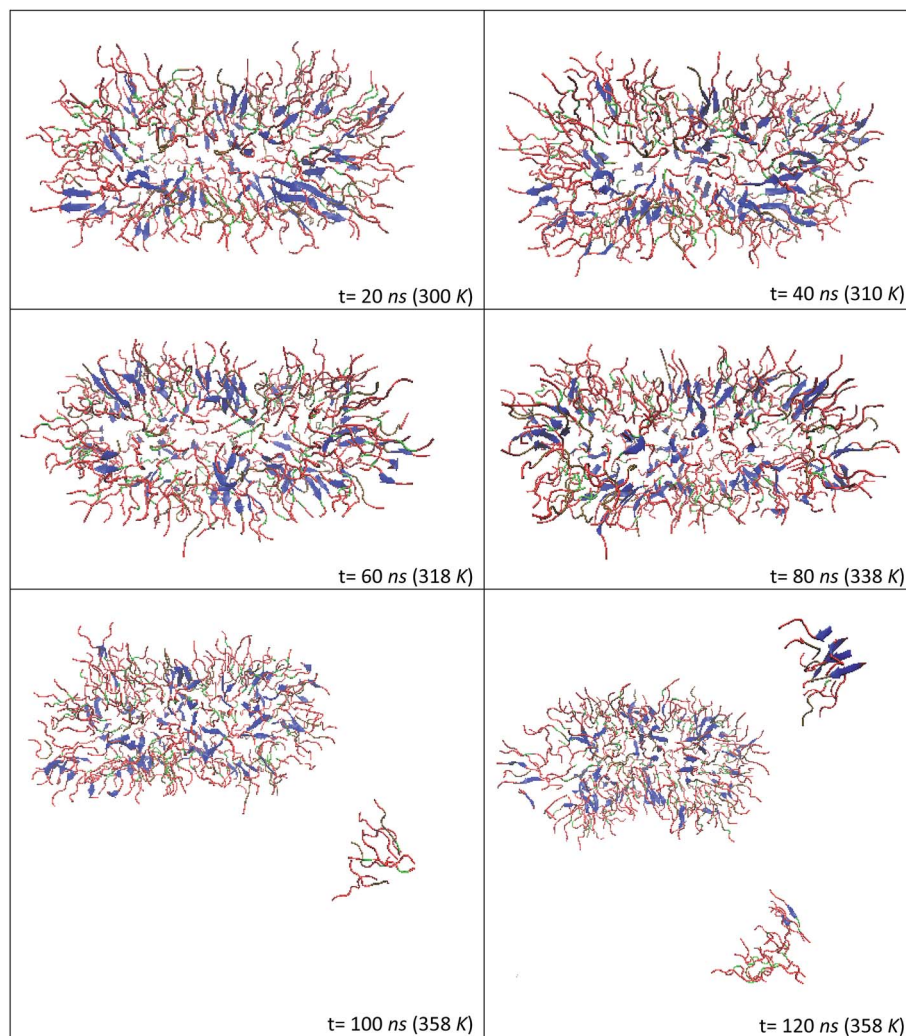 t= 20 ns (300 K)
t= 40 ns (310 K)
t= 60 ns (318 K)
t= 80 ns (338 K)
t= 100 ns (358 K)
t= 120 ns (358 K)